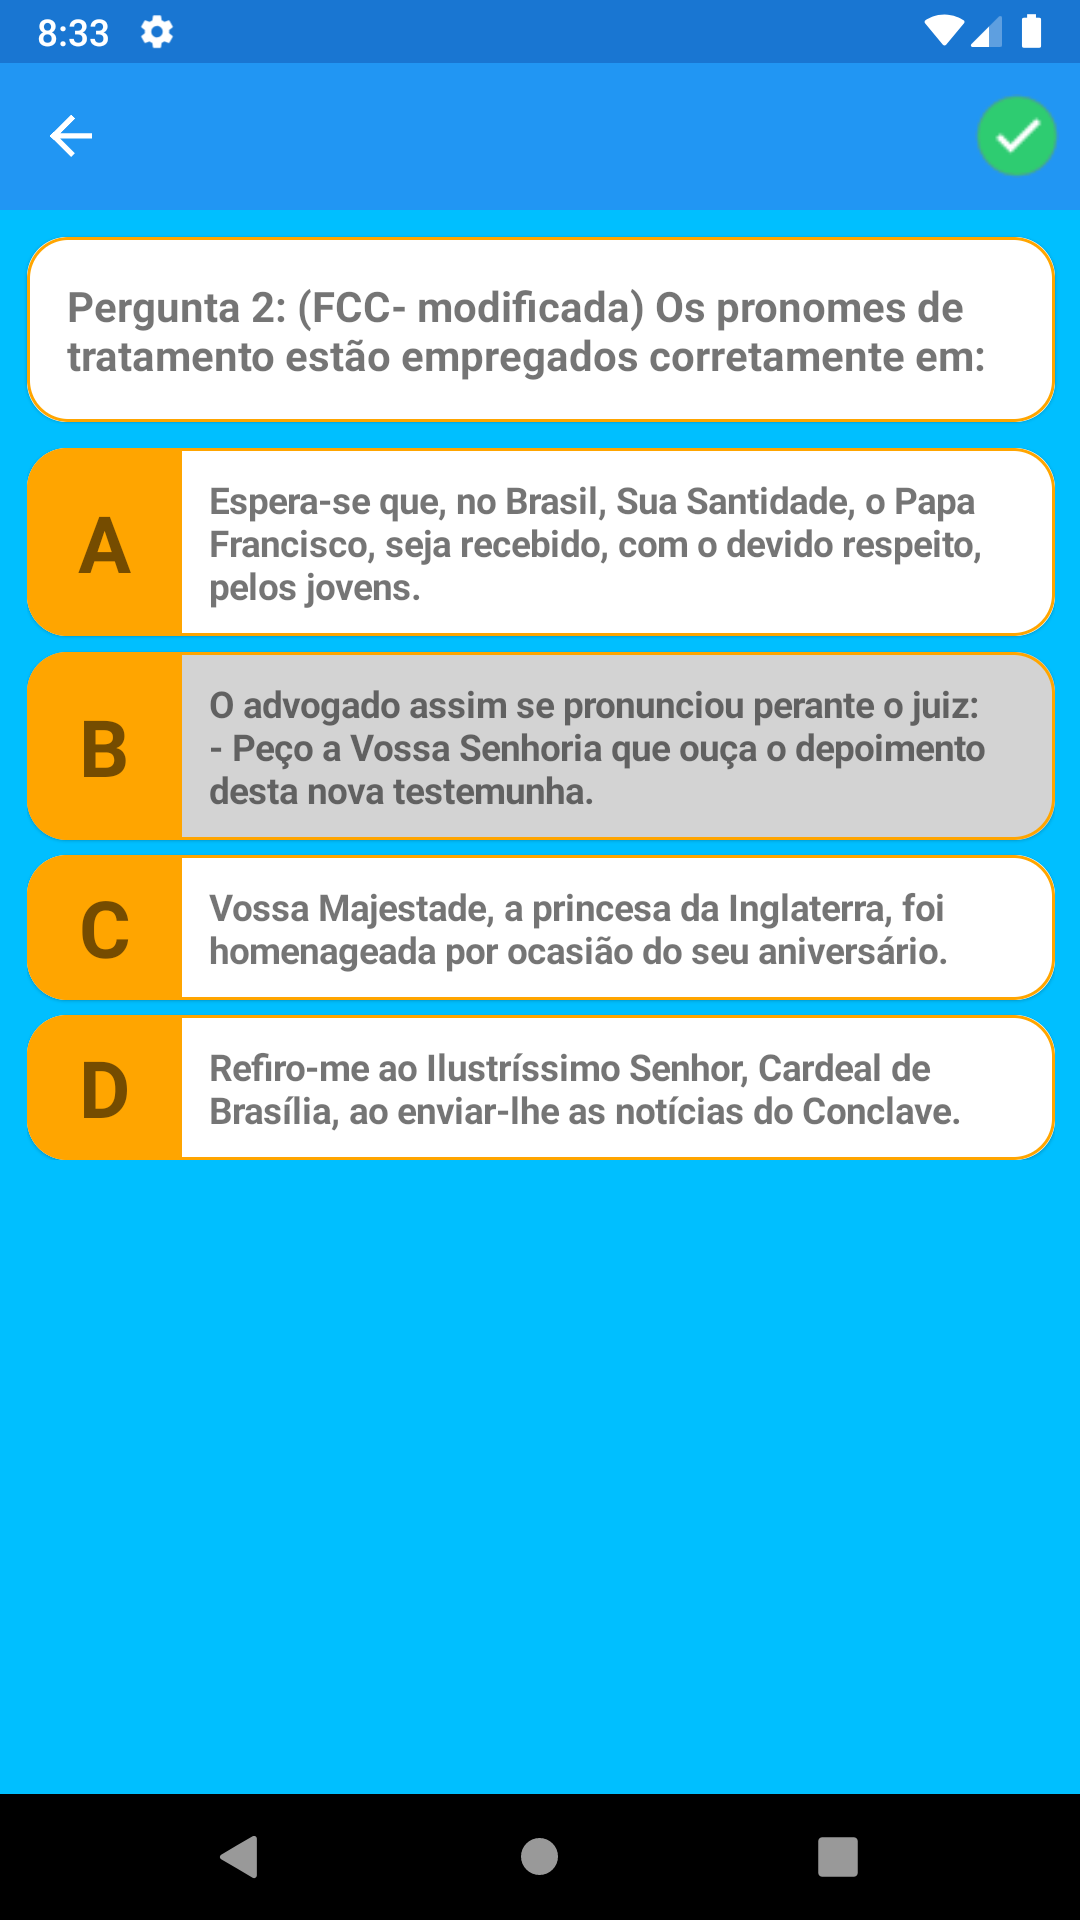 8:33
Pergunta 2: (FCC- modificada) Os pronomes de
tratamento estão empregados corretamente em:
A
Espera-se que, no Brasil, Sua Santidade, o Papa
Francisco, seja recebido, com o devido respeito,
pelos jovens.
B
O advogado assim se pronunciou perante o juiz:
- Peço a Vossa Senhoria que ouça o depoimento
desta nova testemunha.
C
Vossa Majestade, a princesa da Inglaterra, foi
homenageada por ocasião do seu aniversário.
D
Refiro-me ao Ilustríssimo Senhor, Cardeal de
Brasília, ao enviar-lhe as notícias do Conclave.